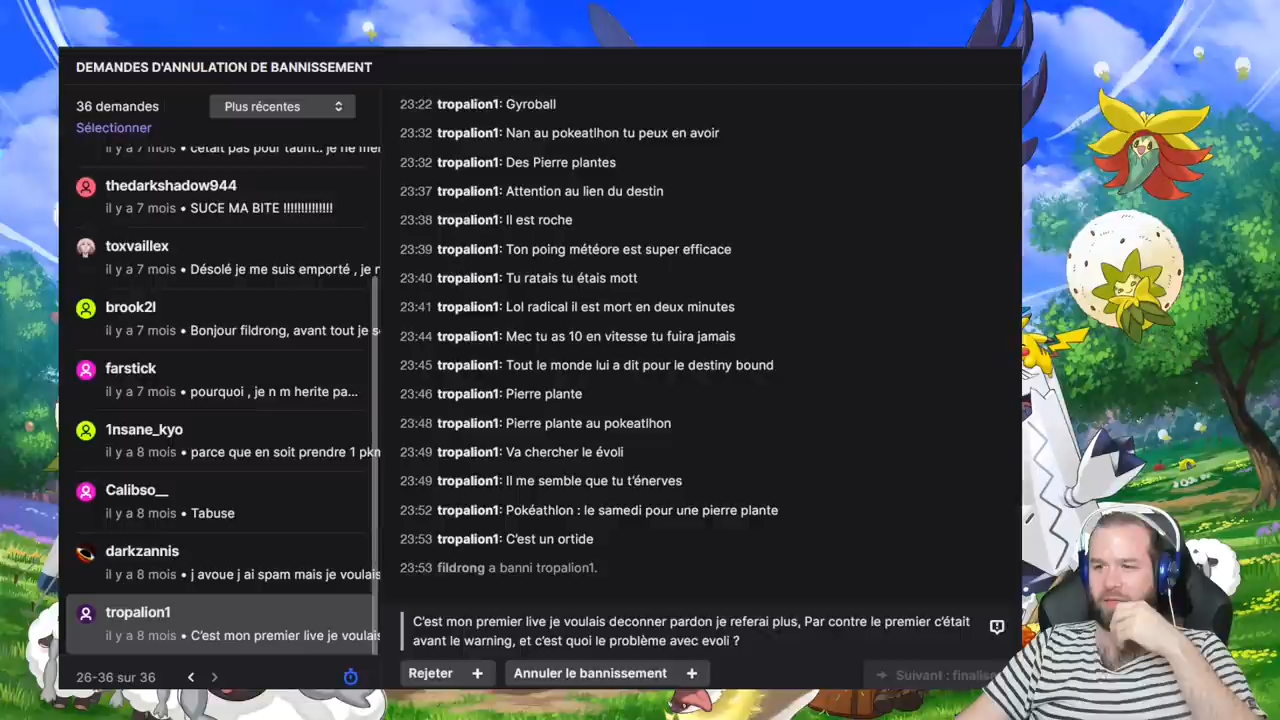 DEMANDES D'ANNULATION DE BANNISSEMENT
36 demandes
Plus récentes
Sélectionner
il y a 7 mois • cétait pas pour taunt.. je ne mer
thedarkshadow944
il y a 7 mois • SUCE MA BITE !!!!!!!!!!!!!!
toxvaillex
il y a 7 mois • Désolé je me suis emporté , je r
brook2l
il y a 7 mois • Bonjour fildrong, avant tout je s
farstick
il y a 7 mois • pourquoi , je n m herite pa...
1nsane_kyo
il y a 8 mois • parce que en soit prendre 1 pkn
Calibso__
il y a 8 mois • Tabuse
darkzannis
il y a 8 mois • j avoue j ai spam mais je voulais
tropalion1
il y a 8 mois • C'est mon premier live je voulais
26-36 sur 36
23:22 tropalion1: Gyroball
23:32 tropalion1: Nan au pokeatlhon tu peux en avoir
23:32 tropalion1: Des Pierre plantes
23:37 tropalion1: Attention au lien du destin
23:38 tropalion1: Il est roche
23:39 tropalion1: Ton poing météore est super efficace
23:40 tropalion1: Tu ratais tu étais mott
23:41 tropalion1: Lol radical il est mort en deux minutes
23:44 tropalion1: Mec tu as 10 en vitesse tu fuira jamais
23:45 tropalion1: Tout le monde lui a dit pour le destiny bound
23:46 tropalion1: Pierre plante
23:48 tropalion1: Pierre plante au pokeatlhon
23:49 tropalion1: Va chercher le évoli
23:49 tropalion1: Il me semble que tu t'énerves
23:52 tropalion1: Pokéathlon : le samedi pour une pierre plante
23:53 tropalion1: C'est un ortide
23:53 fildrong a banni tropalion1.
C'est mon premier live je voulais deconner pardon je referai plus, Par contre le premier c'était
avant le warning, et c'est quoi le problème avec evoli ?
Rejeter +
Annuler le bannissement +
→ Suivant : finalise